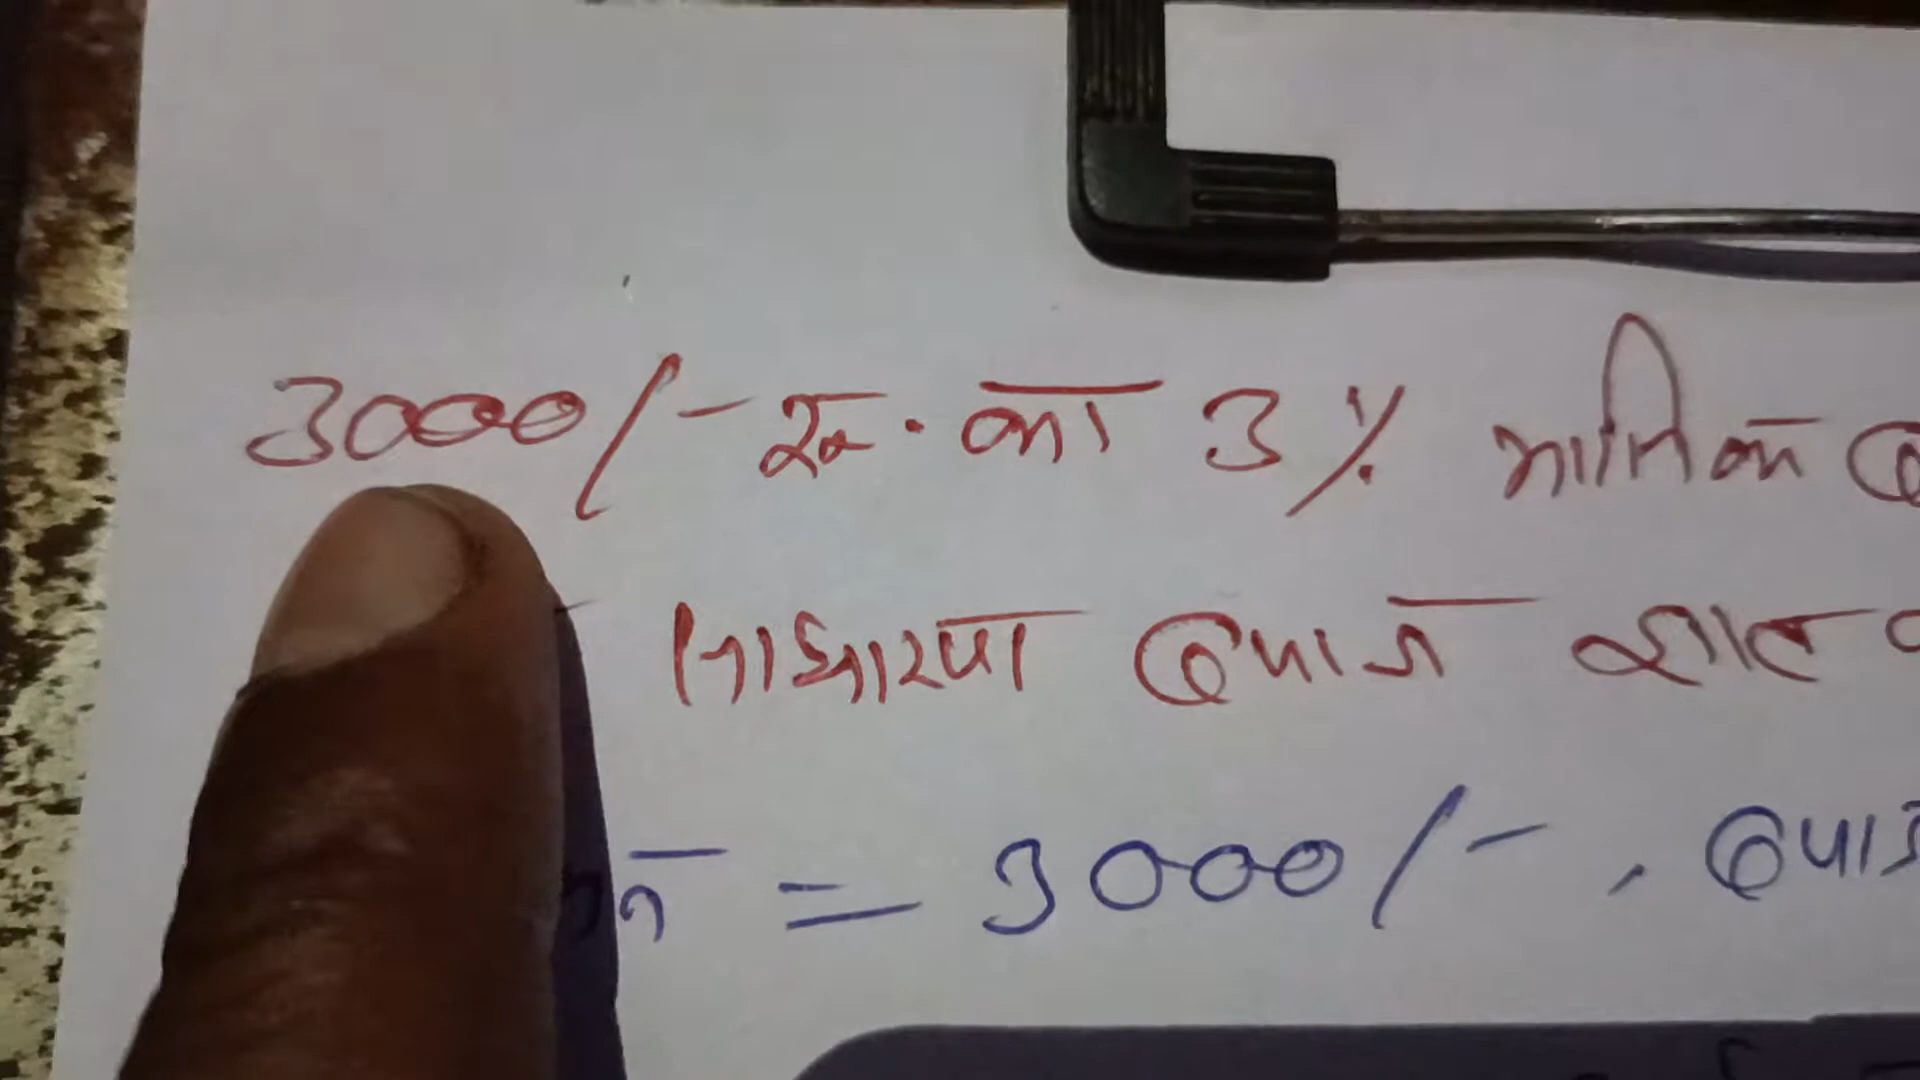 3000/- रू. का 3% मासिक
साधारण ब्याज ज्ञात
= 3000/- , ब्याज